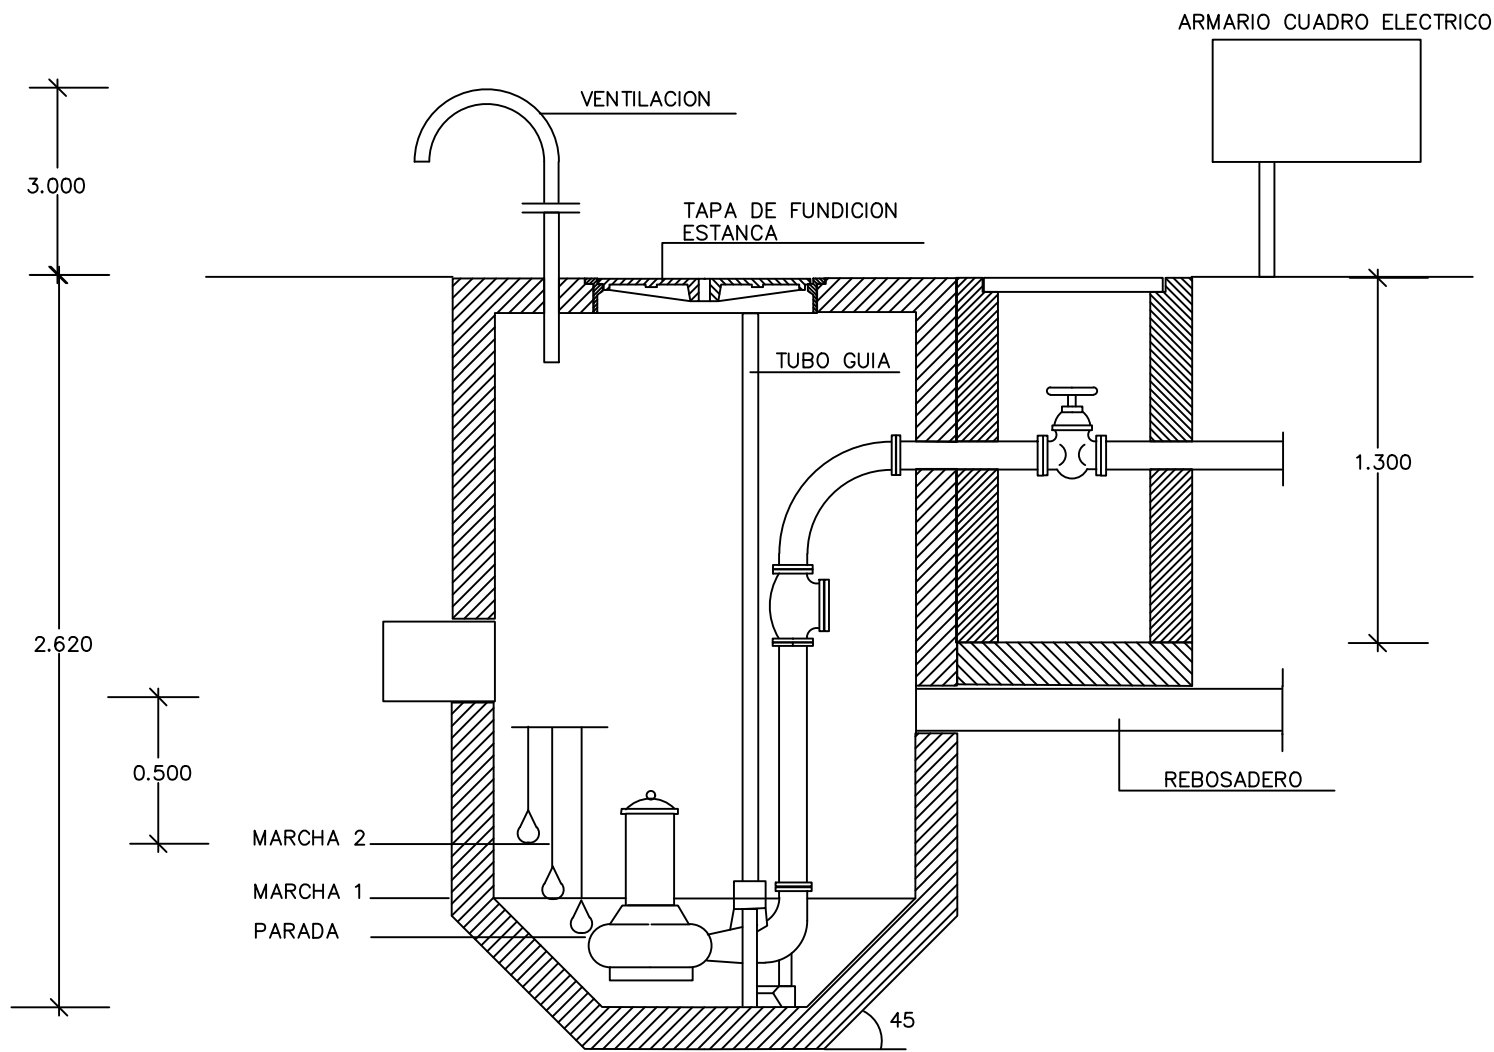 ARMARIO CUADRO ELECTRICO
VENTILACION
3.000
TAPA DE FUNDICION
ESTANCA
TUBO GUIA
1.300
2.620
0.500
REBOSADERO
MARCHA 2
MARCHA 1
PARADA
45